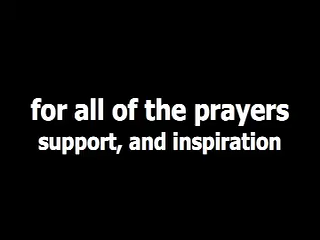 for all of the prayers
support, and inspiration